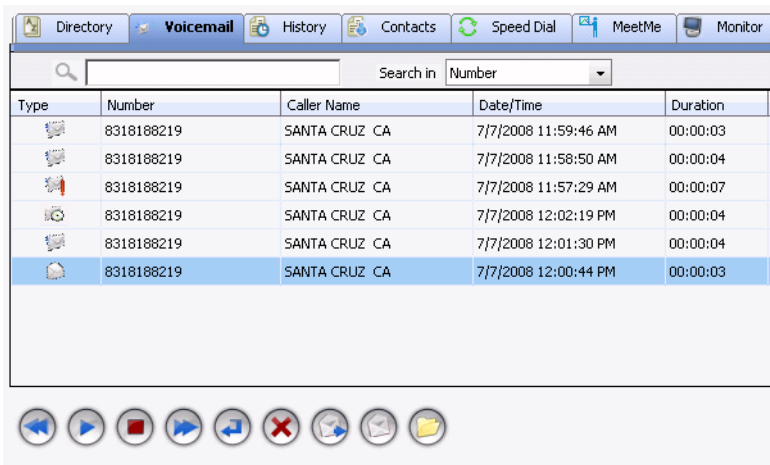 Directory Voicemail History Contacts Speed Dial MeetMe Monitor
Search in Number
Type Number Caller Name Date/Time Duration
8318188219 SANTA CRUZ CA 7/7/2008 11:59:46 AM 00:00:03
8318188219 SANTA CRUZ CA 7/7/2008 11:58:50 AM 00:00:04
8318188219 SANTA CRUZ CA 7/7/2008 11:57:29 AM 00:00:07
8318188219 SANTA CRUZ CA 7/7/2008 12:02:19 PM 00:00:04
8318188219 SANTA CRUZ CA 7/7/2008 12:01:30 PM 00:00:04
8318188219 SANTA CRUZ CA 7/7/2008 12:00:44 PM 00:00:03